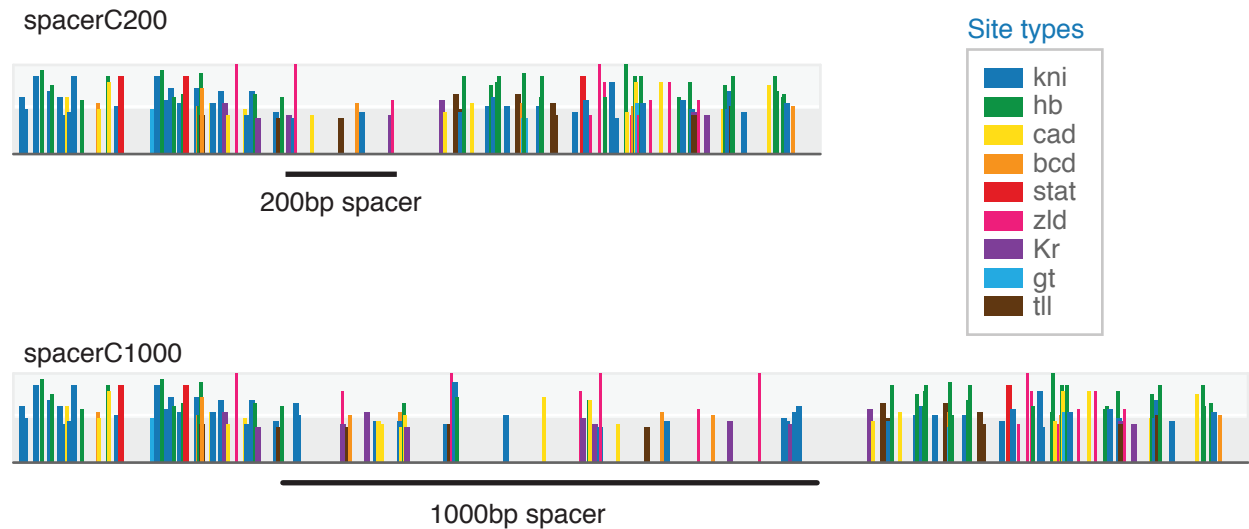 spacerC200
200bp spacer
Site types
kni
hb
cad
bcd
stat
zld
Kr
gt
tll
spacerC1000
1000bp spacer